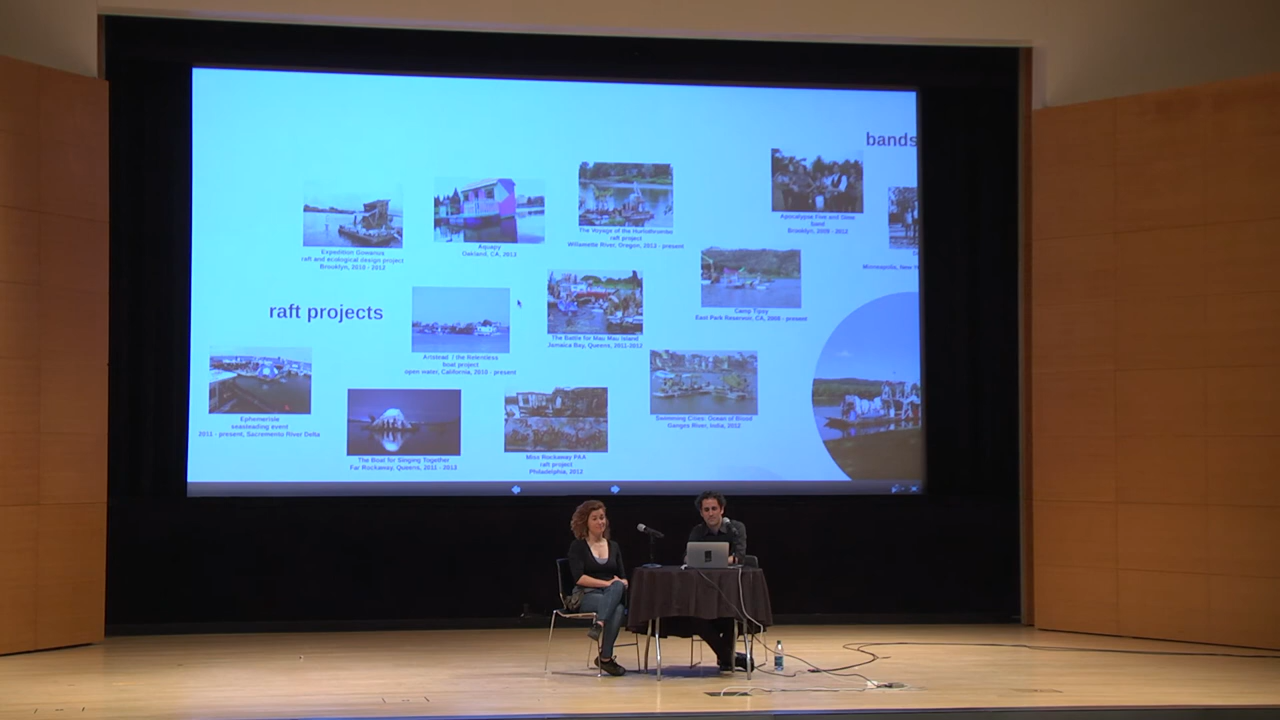 bands
Apocalypse Five and Dime
band
Brooklyn, 2009 - 2012
The Voyage of the
raft project
Willamette River, Oregon, 2012 - present
Aquapy
Oakland, CA, 2012
Expedition Gowanus
raft and ecological design project
Brooklyn, 2010 - 2012
Minneapolis, New Y
Camp Tipsy
East Park Reservoir, CA, 2008 - present
raft projects
The Battle for Mau Mau Island
Jamaica Bay, Queens, 2011-2012
Artstead / the Relentless
boat project
open water, California, 2010 - present
Swimming Cities: Ocean of Blood
Ganges River, India, 2012
Ephemerisle
seasteading event
2011 - present, Sacramento River Delta
The Boat for Singing Together
Far Rockaway, Queens, 2011 - 2013
Miss Rockaway PAA
raft project
Philadelphia, 2012